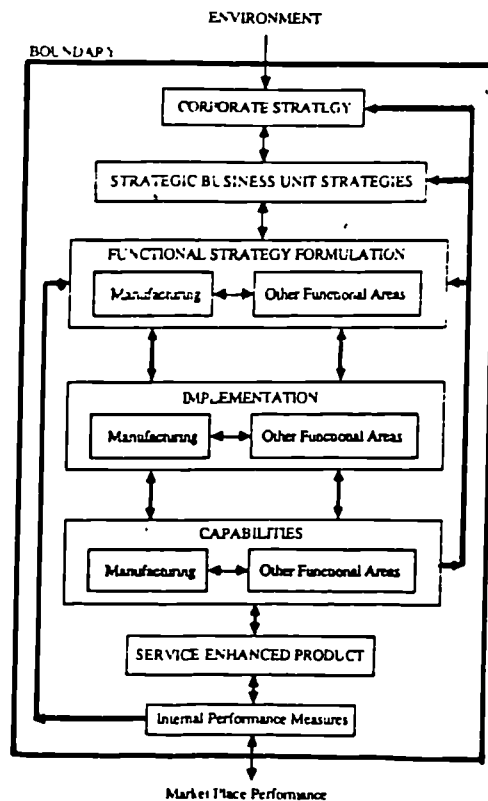 ENVIRONMENT
BOUNDARY
CORPORATE STRATEGY
STRATEGIC BUSINESS UNIT STRATEGIES
FUNCTIONAL STRATEGY FORMULATION
Manufacturing
Other Functional Areas
IMPLEMENTATION
Manufacturing
Other Functional Areas
CAPABILITIES
Manufacturing
Other Functional Areas
SERVICE ENHANCED PRODUCT
Internal Performance Measures
Market Place Performance